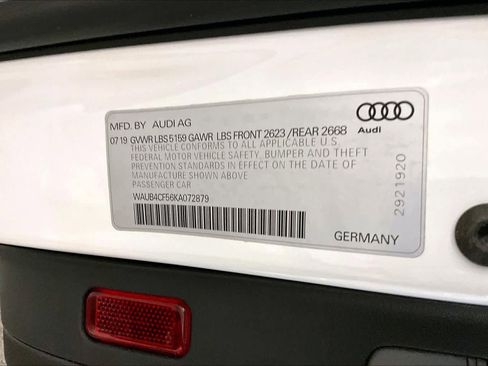 MFD. BY AUDI AG
0719 GVWR LBS 5159 GAWR LBS FRONT 2623 /REAR 2668
THIS VEHICLE CONFORMS TO ALL APPLICABLE U.S.
FEDERAL MOTOR VEHICLE SAFETY, BUMPER AND THEFT
PREVENTION STANDARDS IN EFFECT ON THE DATE OF
MANUFACTURE SHOWN ABOVE
PASSENGER CAR
WAUB4CF56KA072879
Audi
2921920
GERMANY